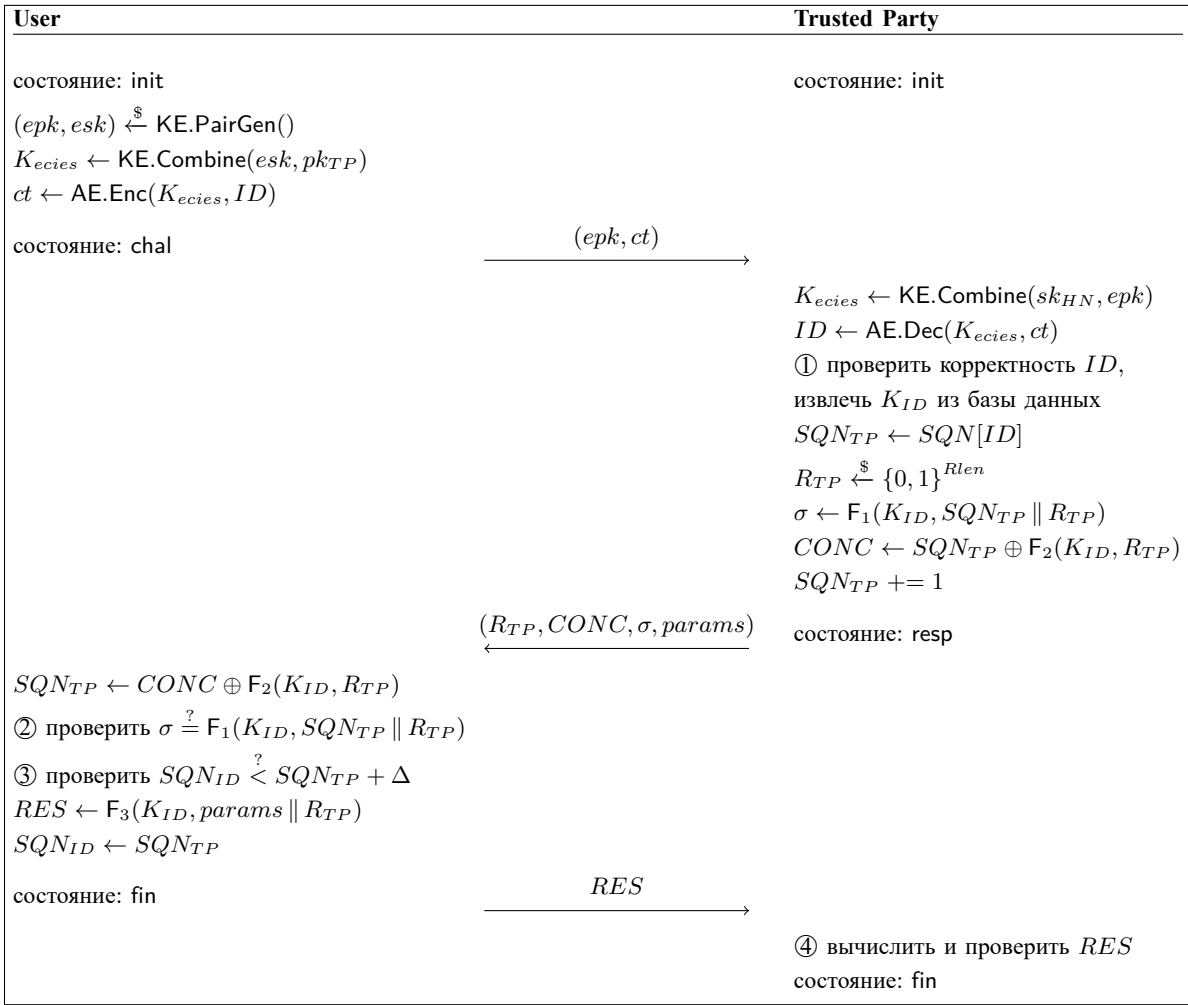 User Trusted Party
состояние: init состояние: init
(epk, esk) ←$ KE.PairGen()
K_ecies ← KE.Combine(esk, pk_TP)
ct ← AE.Enc(K_ecies, ID)
состояние: chal (epk, ct)
K_ecies ← KE.Combine(sk_HN, epk)
ID ← AE.Dec(K_ecies, ct)
① проверить корректность ID,
извлечь K_ID из базы данных
SQN_TP ← SQN[ID]
R_TP ←$ {0, 1}^Rlen
σ ← F_1(K_ID, SQN_TP ∥ R_TP)
CONC ← SQN_TP ⊕ F_2(K_ID, R_TP)
SQN_TP += 1
(R_TP, CONC, σ, params) состояние: resp
SQN_TP ← CONC ⊕ F_2(K_ID, R_TP)
② проверить σ ≟ F_1(K_ID, SQN_TP ∥ R_TP)
③ проверить SQN_ID <? SQN_TP + Δ
RES ← F_3(K_ID, params ∥ R_TP)
SQN_ID ← SQN_TP
состояние: fin RES
④ вычислить и проверить RES
состояние: fin